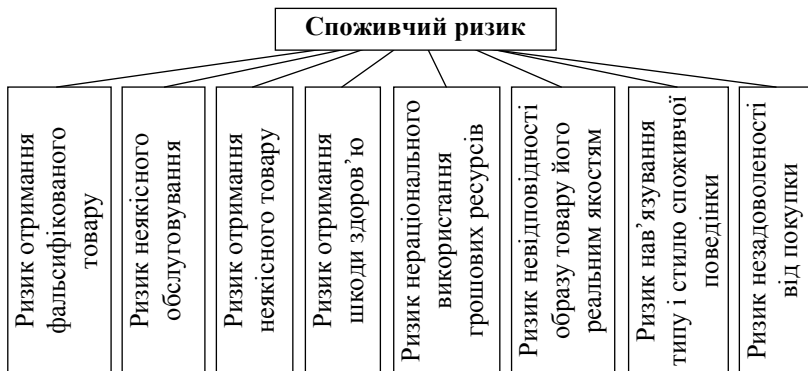 Споживчий ризик
Ризик отримання
фальсифікованого
товару
Ризик неякісного
обслуговування
Ризик отримання
неякісного товару
Ризик отримання
шкоди здоров’ю
Ризик нераціонального
використання
грошових ресурсів
Ризик невідповідності
образу товару його
реальним якостям
Ризик нав’язування
типу і стилю споживчої
поведінки
Ризик незадоволеності
від покупки